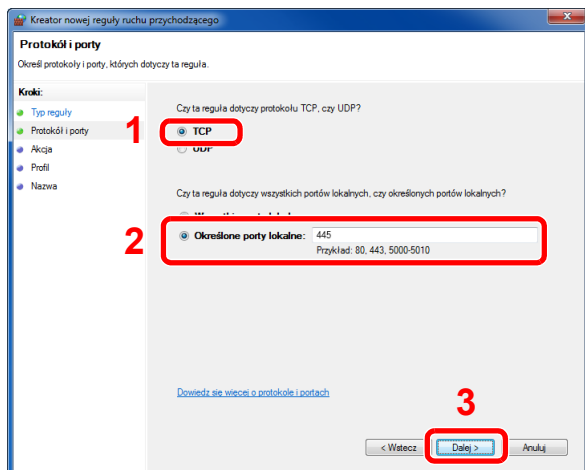 Kreator nowej reguły ruchu przychodzącego
Protokół i porty
Określ protokoły i porty, których dotyczy ta reguła.
Kroki:
Typ reguły
Protokół i porty
Akcja
Profil
Nazwa
Czy ta reguła dotyczy protokołu TCP, czy UDP?
1
TCP
UDP
Czy ta reguła dotyczy wszystkich portów lokalnych, czy określonych portów lokalnych?
2
Określone porty lokalne: 445
Przykład: 80, 443, 5000-5010
Dowiedz się więcej o protokole i portach
3
< Wstecz Dalej > Anuluj